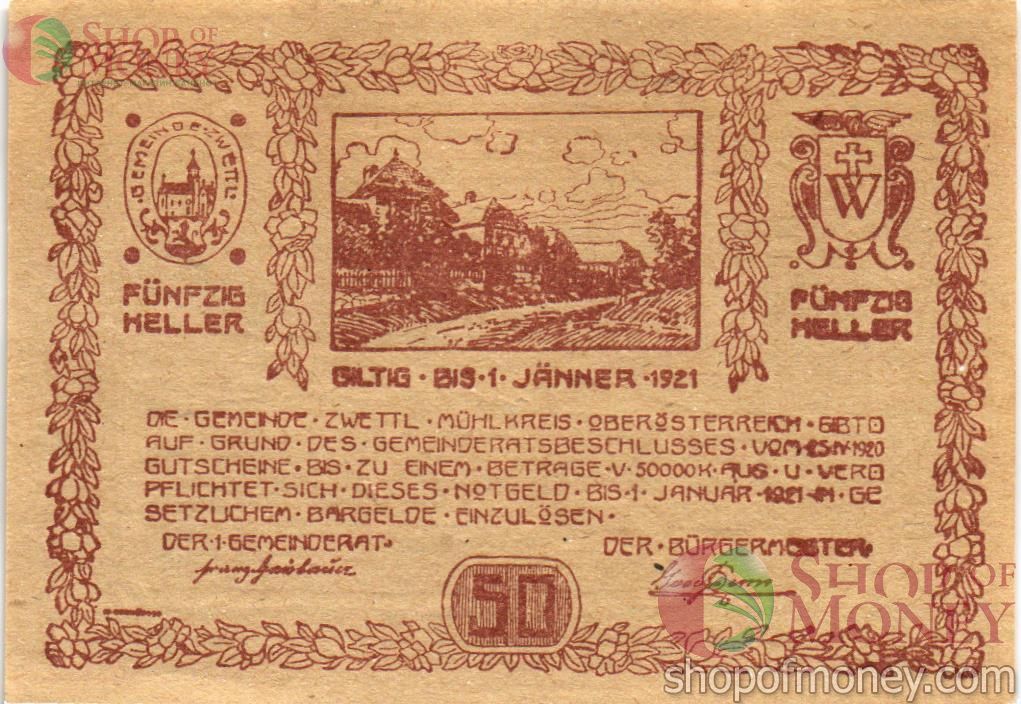 SHOP OF
MONEY
GEMEINDE·ZWETTL
W
FÜNFZIG
HELLER
FÜNFZIG
HELLER
GILTIG · BIS · 1 · JÄNNER · 1921
DIE · GEMEINDE · ZWETTL · MÜHLKREIS · OBERÖSTERREICH · GIBT
AUF · GRUND · DES · GEMEINDERATSBESCHLUSSES · VOM · 25 IV · 1920
GUTSCHEINE · BIS · ZU · EINEM · BETRAGE · V · 50000K · AUS · U · VER
PFLICHTET · SICH · DIESES · NOTGELD · BIS · 1 · JANUAR · 1921 · IN · GE
SETZLICHEM · BARGELDE · EINZULÖSEN ·
DER · 1 · GEMEINDERAT · DER · BÜRGERMEISTER
50
SHOP OF
MONEY
shopofmoney.com